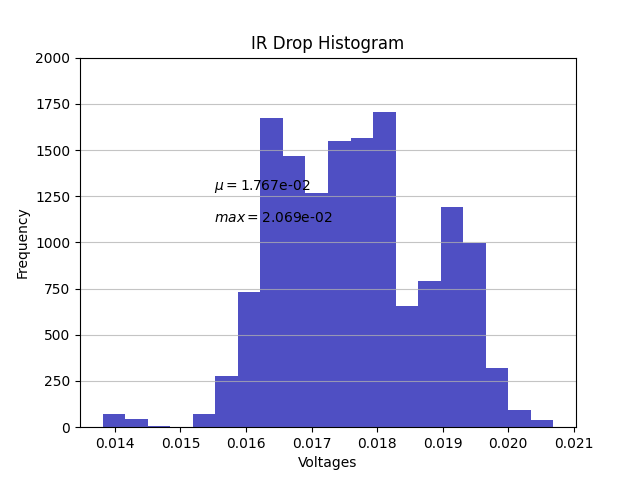 IR Drop Histogram
2000
1750
1500
1250
1000
750
500
250
0
Frequency
μ = 1.767e-02
max = 2.069e-02
0.014 0.015 0.016 0.017 0.018 0.019 0.020 0.021
Voltages